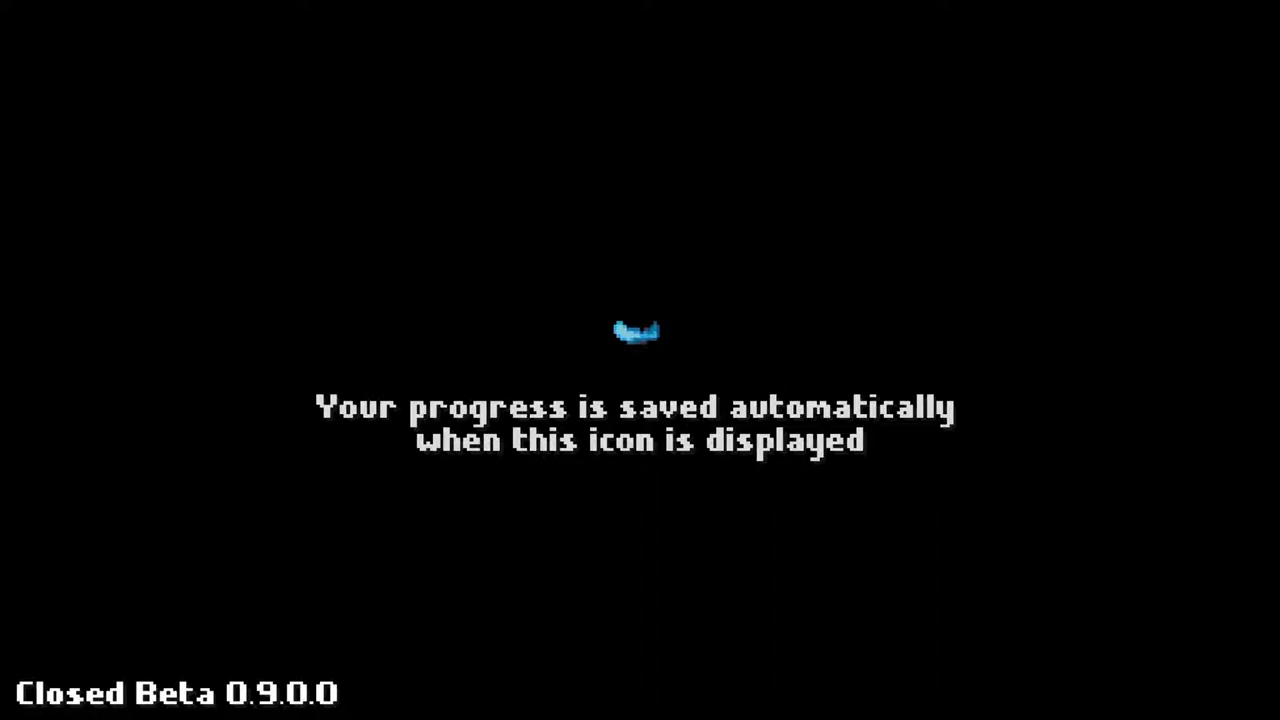 Your progress is saved automatically
when this icon is displayed
Closed Beta 0.9.0.0